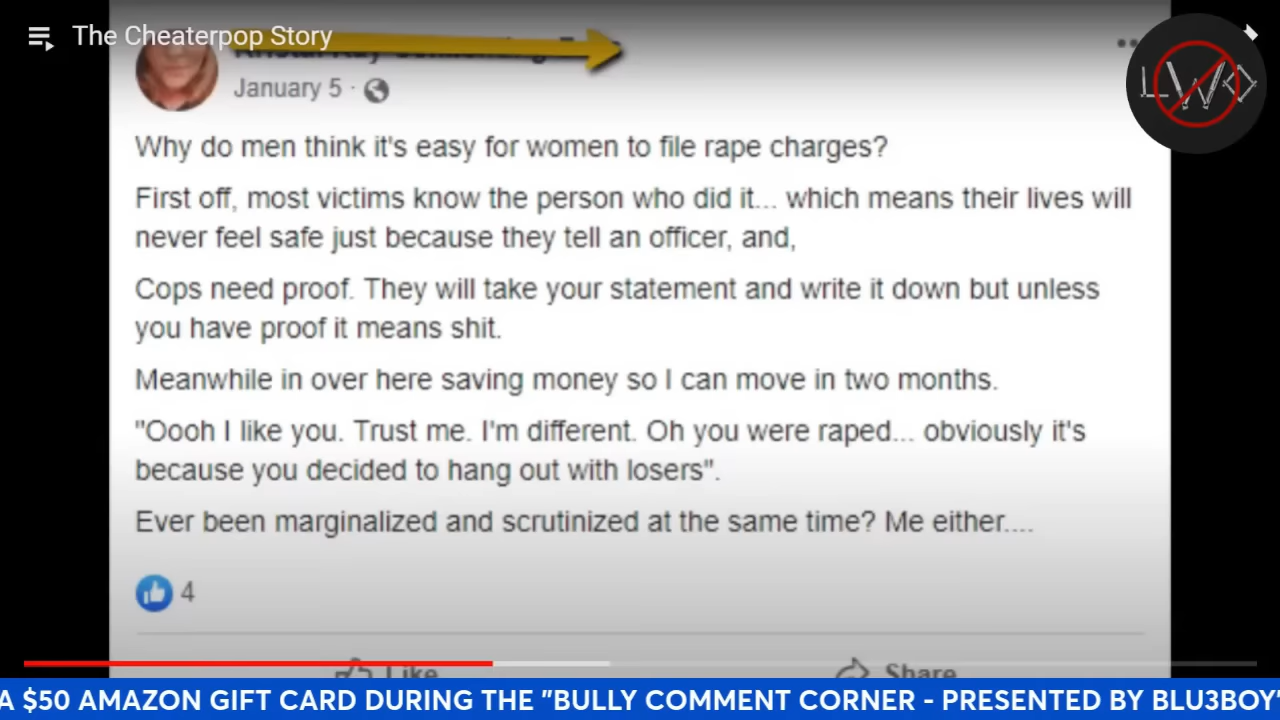 The Cheaterpop Story
January 5 ·
Why do men think it's easy for women to file rape charges?
First off, most victims know the person who did it... which means their lives will
never feel safe just because they tell an officer, and,
Cops need proof. They will take your statement and write it down but unless
you have proof it means shit.
Meanwhile in over here saving money so I can move in two months.
"Oooh I like you. Trust me. I'm different. Oh you were raped... obviously it's
because you decided to hang out with losers".
Ever been marginalized and scrutinized at the same time? Me either....
4
Like
Share
A $50 AMAZON GIFT CARD DURING THE "BULLY COMMENT CORNER - PRESENTED BY BLU3BOY"